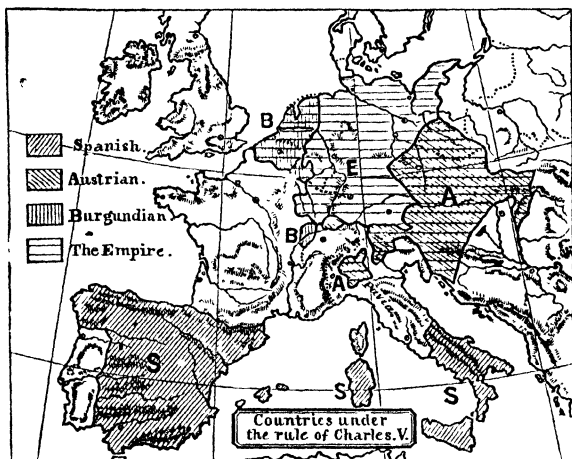 B
Spanish.
Austrian.
Burgundian
The Empire.
E
A
B
A
S
S
S
Countries under
the rule of Charles.V.